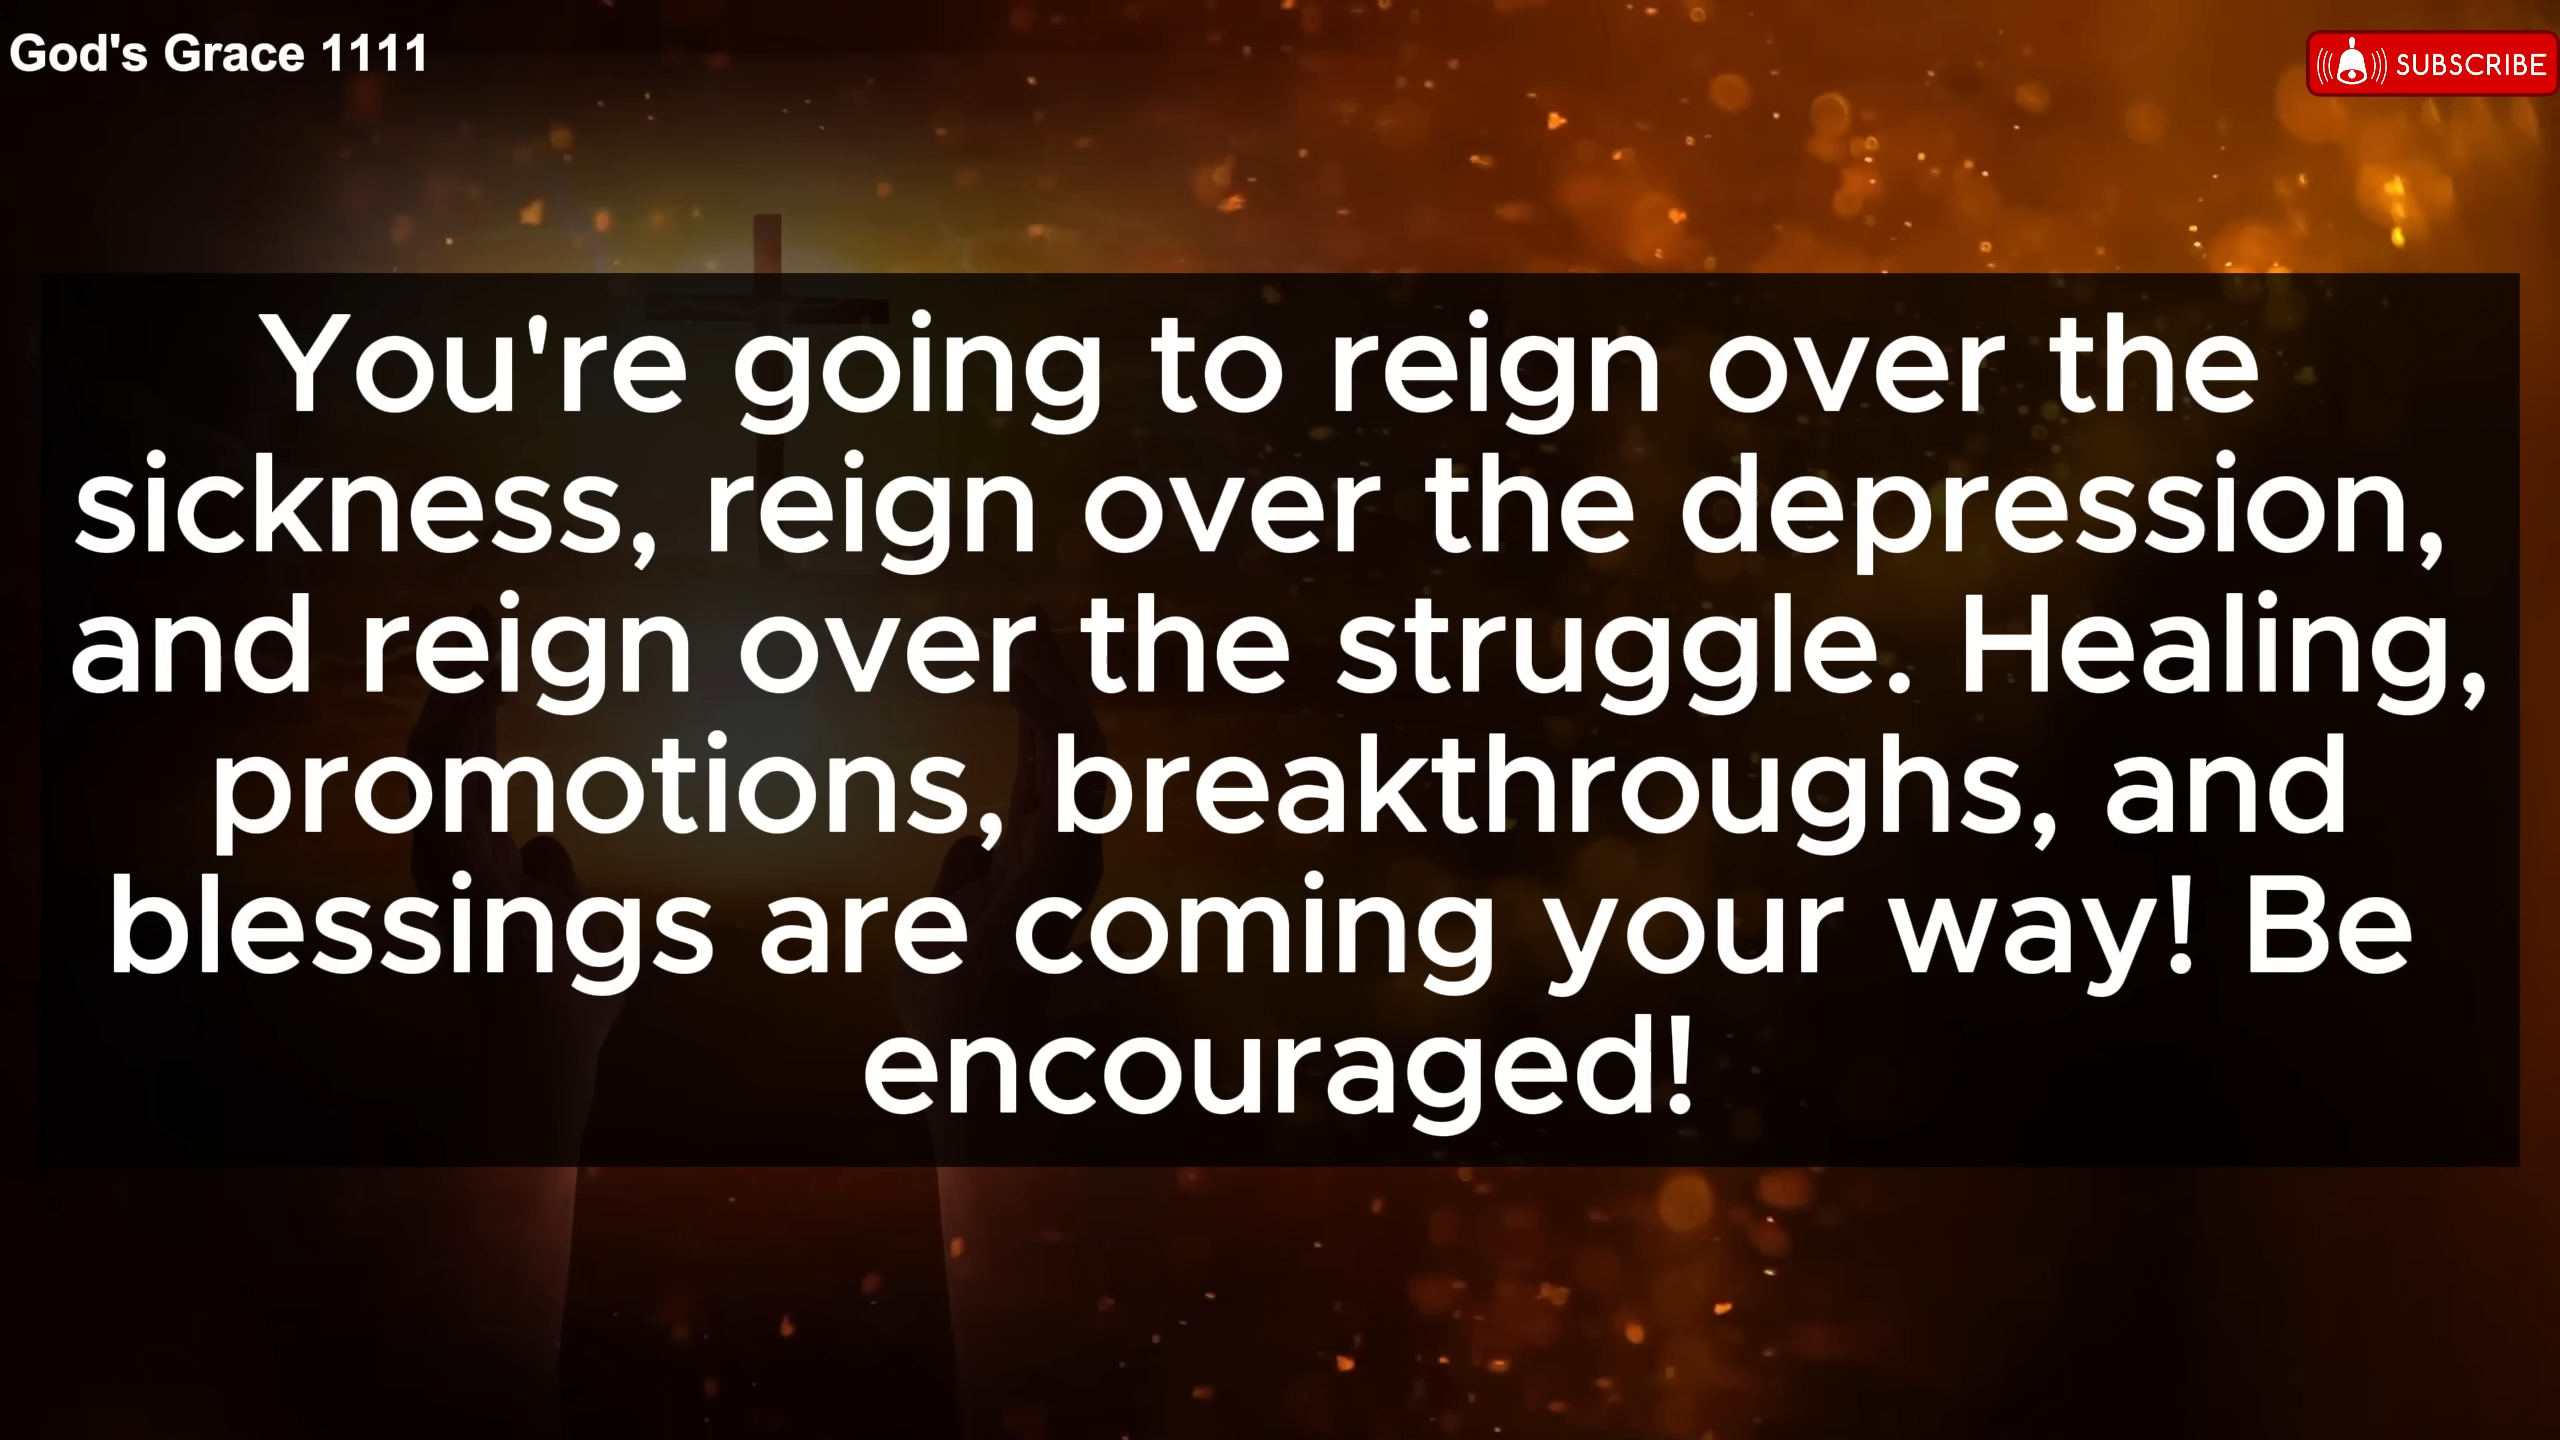 God's Grace 1111
SUBSCRIBE
You're going to reign over the
sickness, reign over the depression,
and reign over the struggle. Healing,
promotions, breakthroughs, and
blessings are coming your way! Be
encouraged!